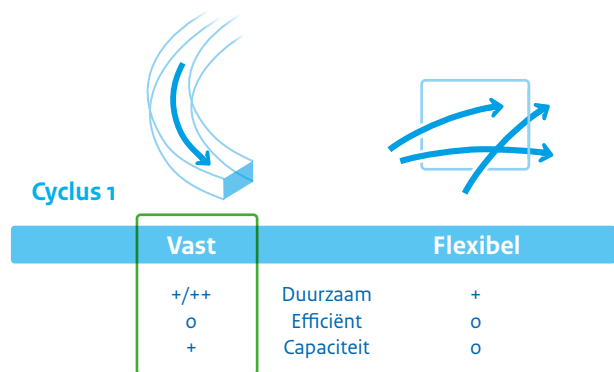 Cyclus 1
Vast Flexibel
+/++ Duurzaam +
o Efficiënt o
+ Capaciteit o